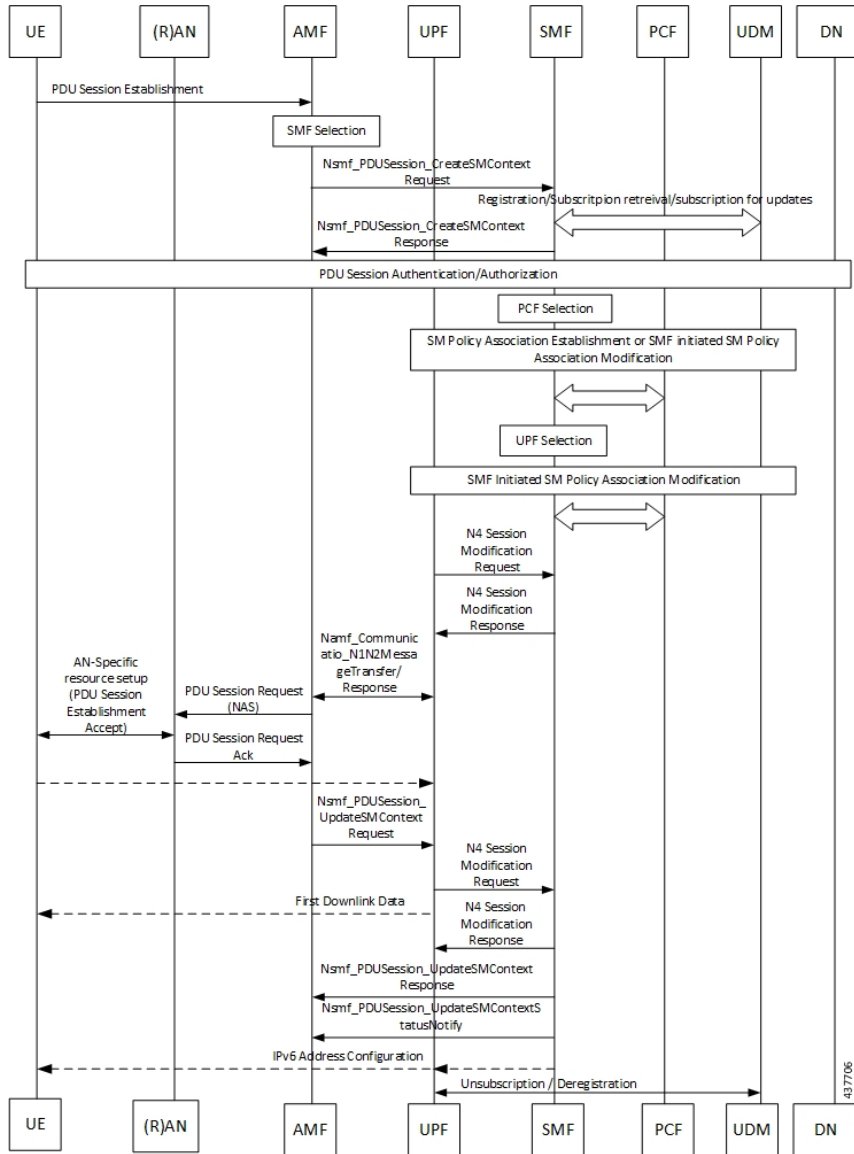 UE (R)AN AMF UPF SMF PCF UDM DN
PDU Session Establishment
SMF Selection
Nsmf_PDUSession_CreateSMContext
Request
Registration/Subscritpion retreival/subscription for updates
Nsmf_PDUSession_CreateSMContext
Response
PDU Session Authentication/Authorization
PCF Selection
SM Policy Association Establishment or SMF initiated SM Policy
Association Modification
UPF Selection
SMF Initiated SM Policy Association Modification
N4 Session
Modification
Request
N4 Session
Modification
Response
Namf_Communic
atio_N1N2Messa
geTransfer/
Response
AN-Specific
resource setup
(PDU Session
Establishment
Accept)
PDU Session Request
(NAS)
PDU Session Request
Ack
Nsmf_PDUSession_
UpdateSMContext
Request
N4 Session
Modification
Request
First Downlink Data
N4 Session
Modification
Response
Nsmf_PDUSession_UpdateSMContext
Response
Nsmf_PDUSession_UpdateSMContextS
tatusNotify
IPv6 Address Configuration
Unsubscription / Deregistration
437706
UE (R)AN AMF UPF SMF PCF UDM DN